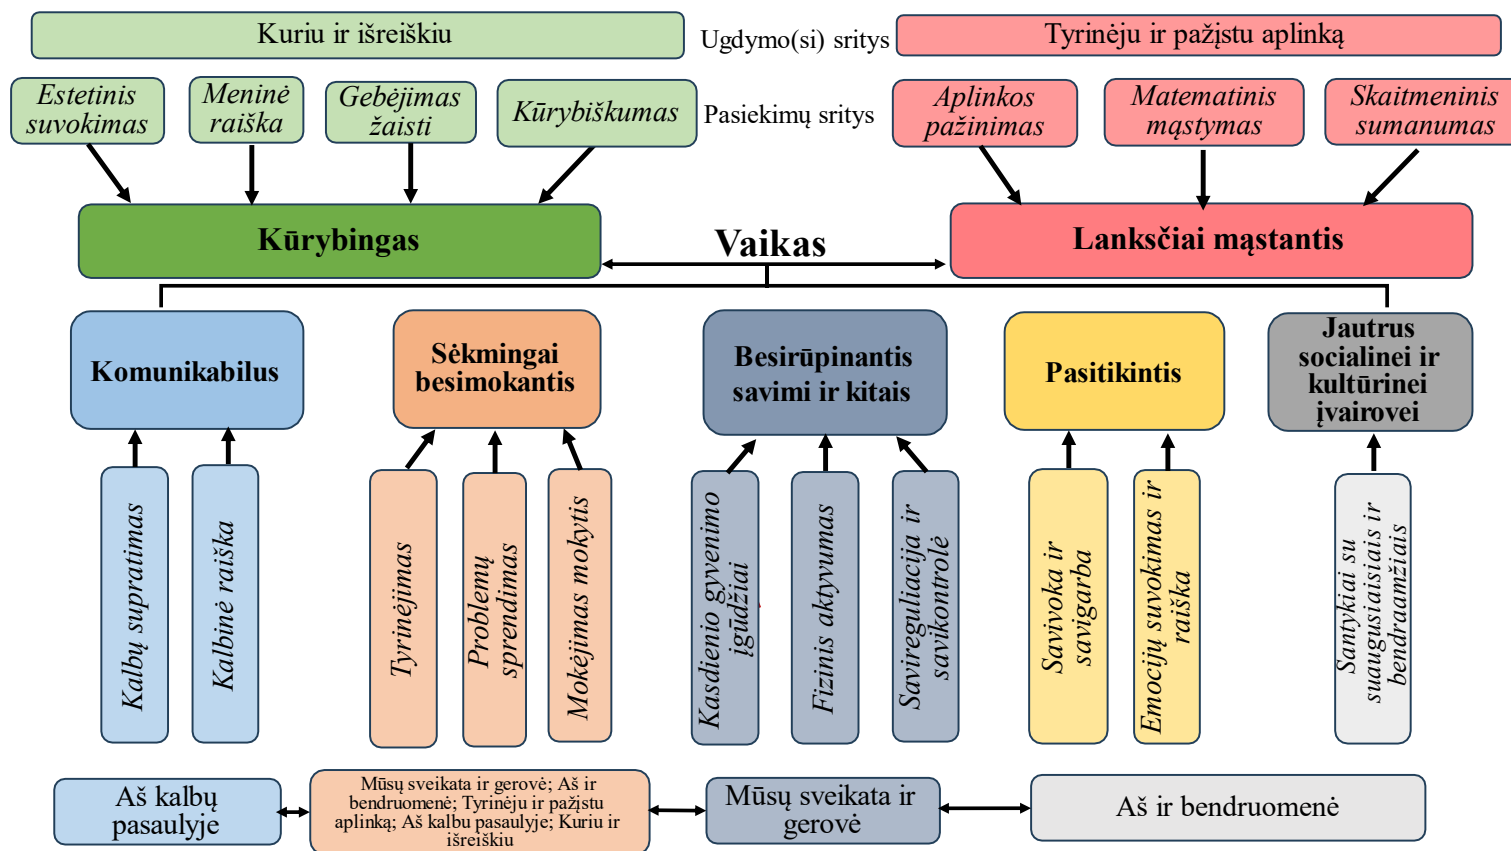 Kuriu ir išreiškiu
Ugdymo(si) sritys
Tyrinėju ir pažįstu aplinką
Estetinis
suvokimas
Meninė
raiška
Gebėjimas
žaisti
Kūrybiškumas
Pasiekimų sritys
Aplinkos
pažinimas
Matematinis
mąstymas
Skaitmeninis
sumanumas
Kūrybingas
Vaikas
Lanksčiai mąstantis
Komunikabilus
Sėkmingai
besimokantis
Besirūpinantis
savimi ir kitais
Pasitikintis
Jautrus
socialinei ir
kultūrinei
įvairovei
Kalbų supratimas
Kalbinė raiška
Tyrinėjimas
Problemų
sprendimas
Mokėjimas mokytis
Kasdienio gyvenimo
įgūdžiai
Fizinis aktyvumas
Savireguliacija ir
savikontrolė
Savivoka ir
savigarba
Emocijų suvokimas ir
raiška
Santykiai su
suaugusiaisiais ir
bendraamžiais
Aš kalbų
pasaulyje
Mūsų sveikata ir gerovė; Aš ir
bendruomenė; Tyrinėju ir pažįstu
aplinką; Aš kalbu pasaulyje; Kuriu ir
išreiškiu
Mūsų sveikata ir
gerovė
Aš ir bendruomenė